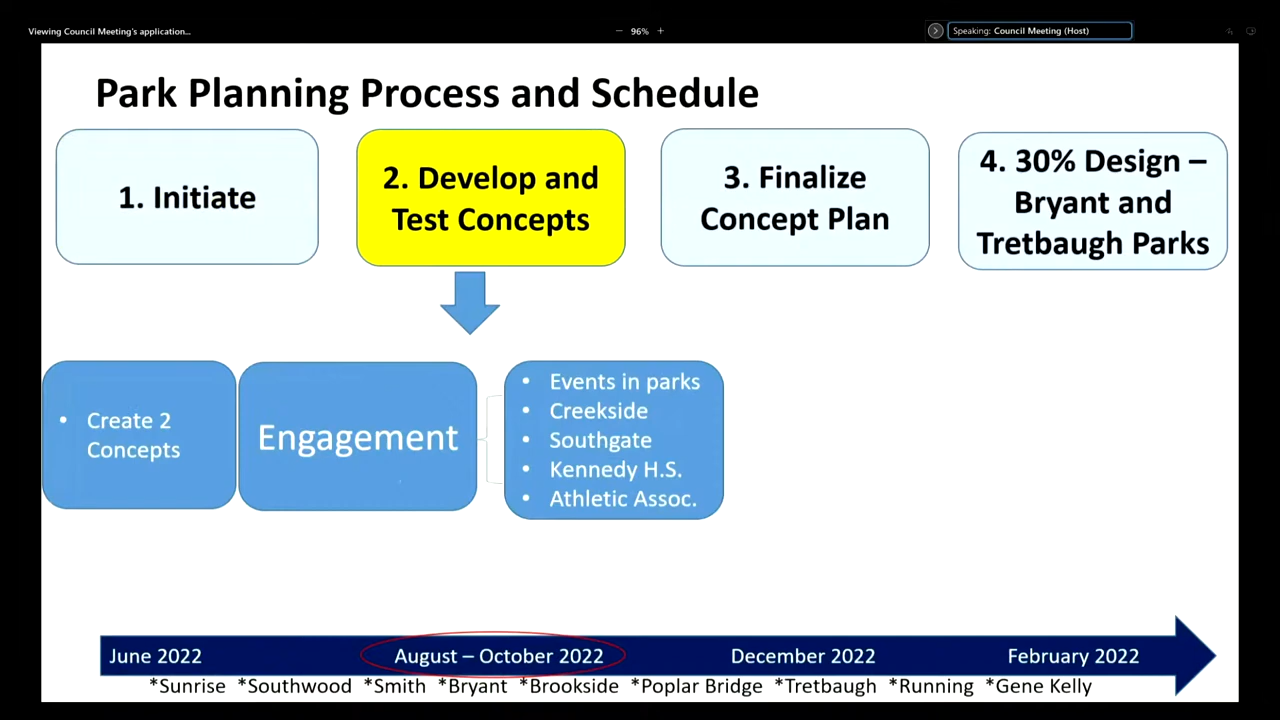 Viewing Council Meeting's application...
96%
Speaking: Council Meeting (Host)
Park Planning Process and Schedule
1. Initiate
2. Develop and
Test Concepts
3. Finalize
Concept Plan
4. 30% Design –
Bryant and
Tretbaugh Parks
• Create 2
Concepts
Engagement
• Events in parks
• Creekside
• Southgate
• Kennedy H.S.
• Athletic Assoc.
June 2022
August – October 2022
December 2022
February 2022
*Sunrise *Southwood *Smith *Bryant *Brookside *Poplar Bridge *Tretbaugh *Running *Gene Kelly